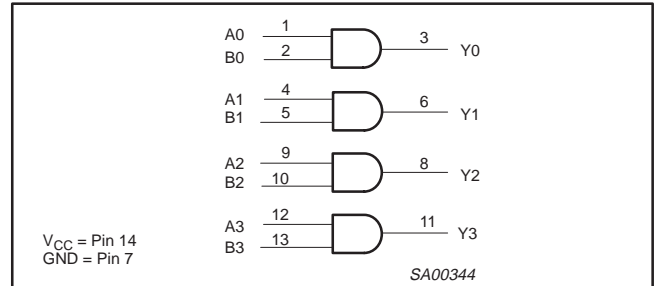 A0 1 3 Y0
B0 2
A1 4 6 Y1
B1 5
A2 9 8 Y2
B2 10
A3 12 11 Y3
B3 13
VCC = Pin 14
GND = Pin 7
SA00344